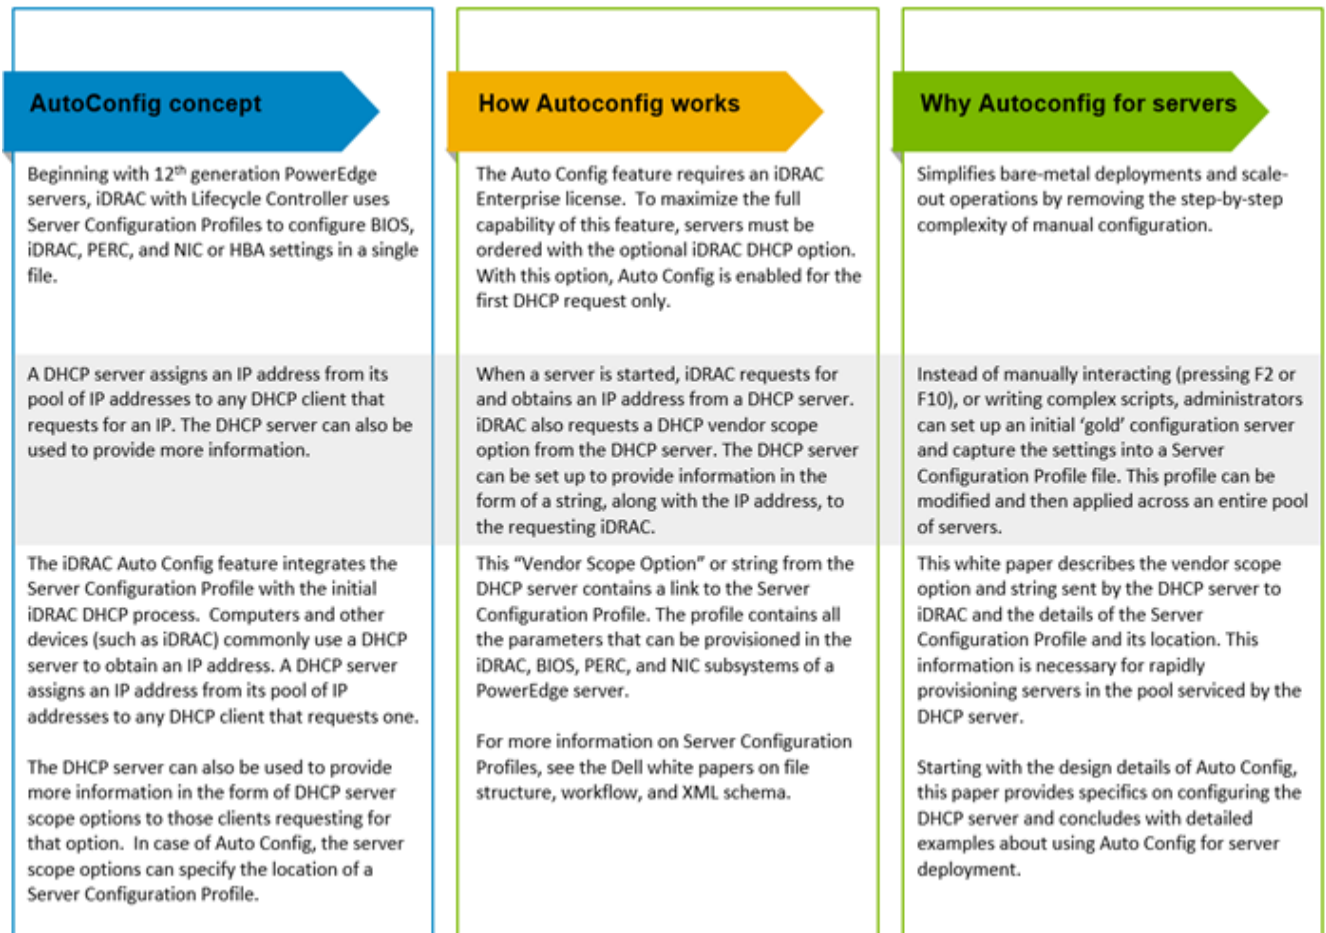 AutoConfig concept
Beginning with 12th generation PowerEdge
servers, iDRAC with Lifecycle Controller uses
Server Configuration Profiles to configure BIOS,
iDRAC, PERC, and NIC or HBA settings in a single
file.
A DHCP server assigns an IP address from its
pool of IP addresses to any DHCP client that
requests for an IP. The DHCP server can also be
used to provide more information.
The iDRAC Auto Config feature integrates the
Server Configuration Profile with the initial
iDRAC DHCP process.  Computers and other
devices (such as iDRAC) commonly use a DHCP
server to obtain an IP address. A DHCP server
assigns an IP address from its pool of IP
addresses to any DHCP client that requests one.
The DHCP server can also be used to provide
more information in the form of DHCP server
scope options to those clients requesting for
that option.  In case of Auto Config, the server
scope options can specify the location of a
Server Configuration Profile.
How Autoconfig works
The Auto Config feature requires an iDRAC
Enterprise license.  To maximize the full
capability of this feature, servers must be
ordered with the optional iDRAC DHCP option.
With this option, Auto Config is enabled for the
first DHCP request only.
When a server is started, iDRAC requests for
and obtains an IP address from a DHCP server.
iDRAC also requests a DHCP vendor scope
option from the DHCP server. The DHCP server
can be set up to provide information in the
form of a string, along with the IP address, to
the requesting iDRAC.
This “Vendor Scope Option” or string from the
DHCP server contains a link to the Server
Configuration Profile. The profile contains all
the parameters that can be provisioned in the
iDRAC, BIOS, PERC, and NIC subsystems of a
PowerEdge server.
For more information on Server Configuration
Profiles, see the Dell white papers on file
structure, workflow, and XML schema.
Why Autoconfig for servers
Simplifies bare-metal deployments and scale-
out operations by removing the step-by-step
complexity of manual configuration.
Instead of manually interacting (pressing F2 or
F10), or writing complex scripts, administrators
can set up an initial ‘gold’ configuration server
and capture the settings into a Server
Configuration Profile file. This profile can be
modified and then applied across an entire pool
of servers.
This white paper describes the vendor scope
option and string sent by the DHCP server to
iDRAC and the details of the Server
Configuration Profile and its location. This
information is necessary for rapidly
provisioning servers in the pool serviced by the
DHCP server.
Starting with the design details of Auto Config,
this paper provides specifics on configuring the
DHCP server and concludes with detailed
examples about using Auto Config for server
deployment.